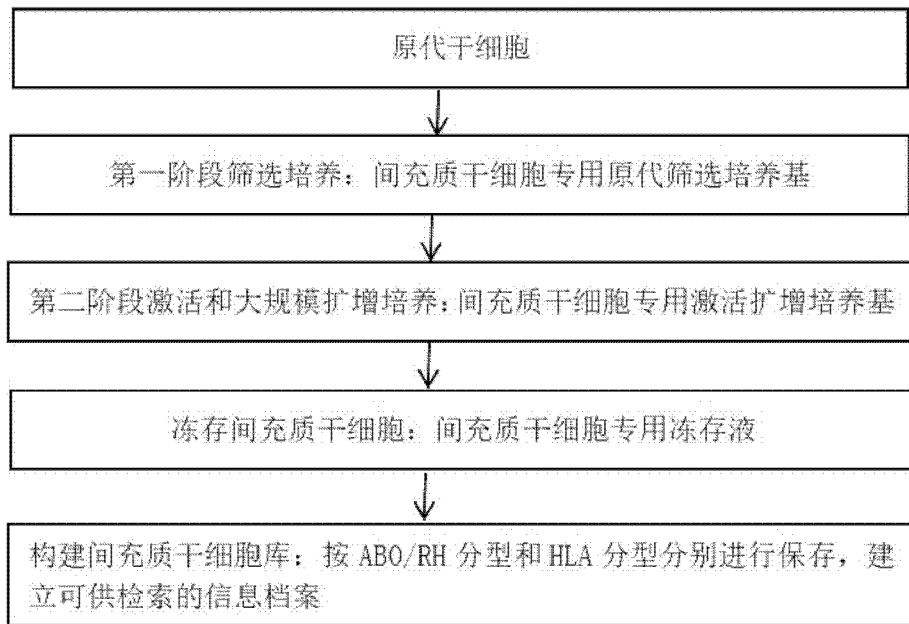 原代干细胞
第一阶段筛选培养：间充质干细胞专用原代筛选培养基
第二阶段激活和大规模扩增培养：间充质干细胞专用激活扩增培养基
冻存间充质干细胞：间充质干细胞专用冻存液
构建间充质干细胞库：按 ABO/RH 分型和 HLA 分型分别进行保存，建
立可供检索的信息档案